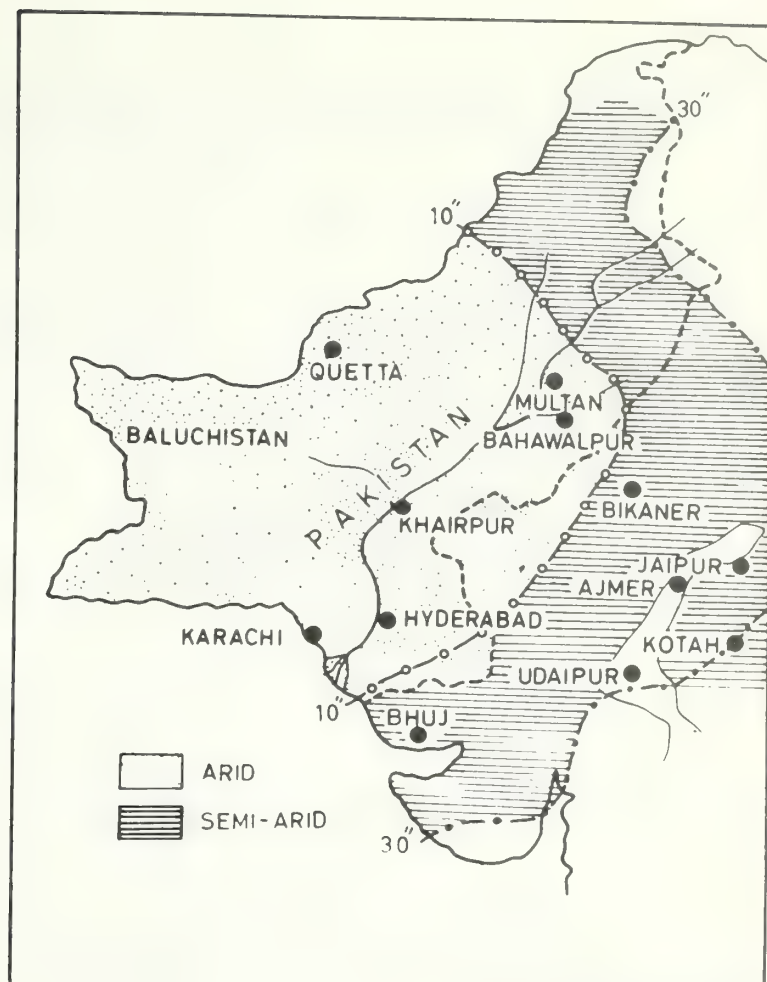 30"
10"
QUETTA
MULTAN
BALUCHISTAN
BAHAWALPUR
PAKISTAN
BIKANER
KHAIRPUR
JAIPUR
AJMER
HYDERABAD
KARACHI
KOTAH
UDAIPUR
10"
BHUJ
ARID
SEMI-ARID
30"